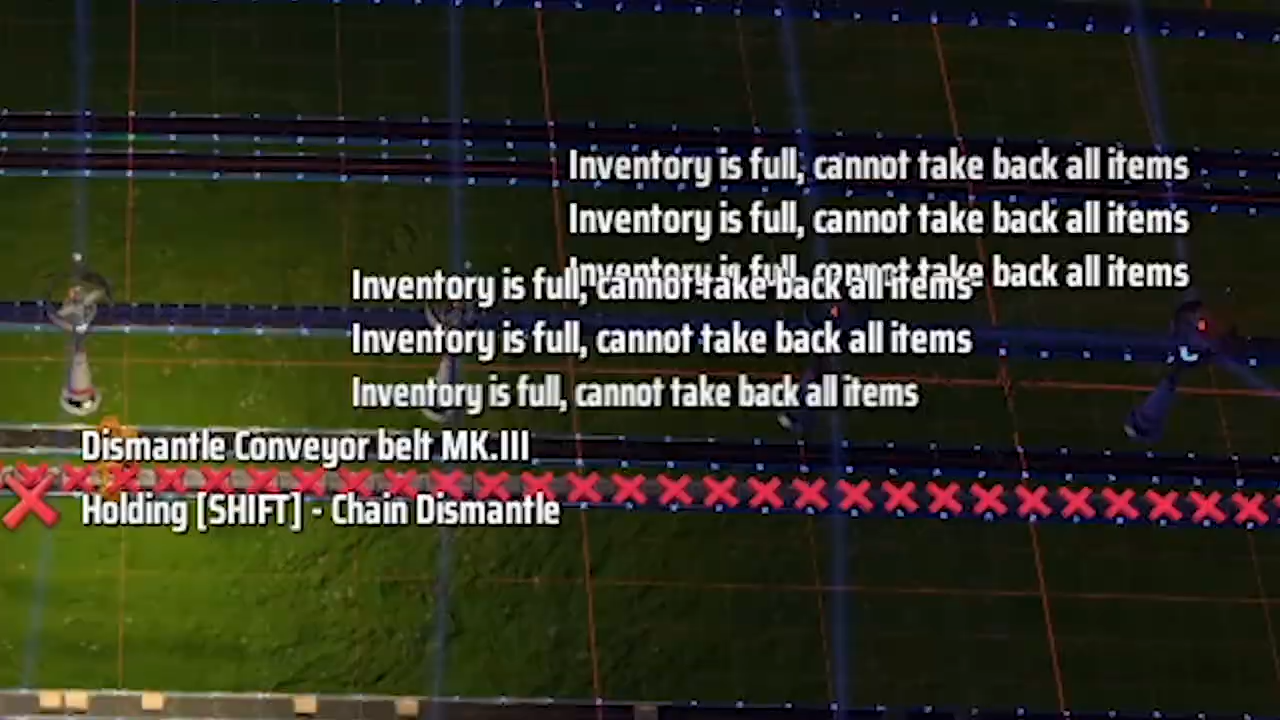 Inventory is full, cannot take back all items
Inventory is full, cannot take back all items
Inventory is full, cannot take back all items
Inventory is full, cannot take back all items
Inventory is full, cannot take back all items
Inventory is full, cannot take back all items
Dismantle Conveyor belt MK.III
Holding [SHIFT] - Chain Dismantle